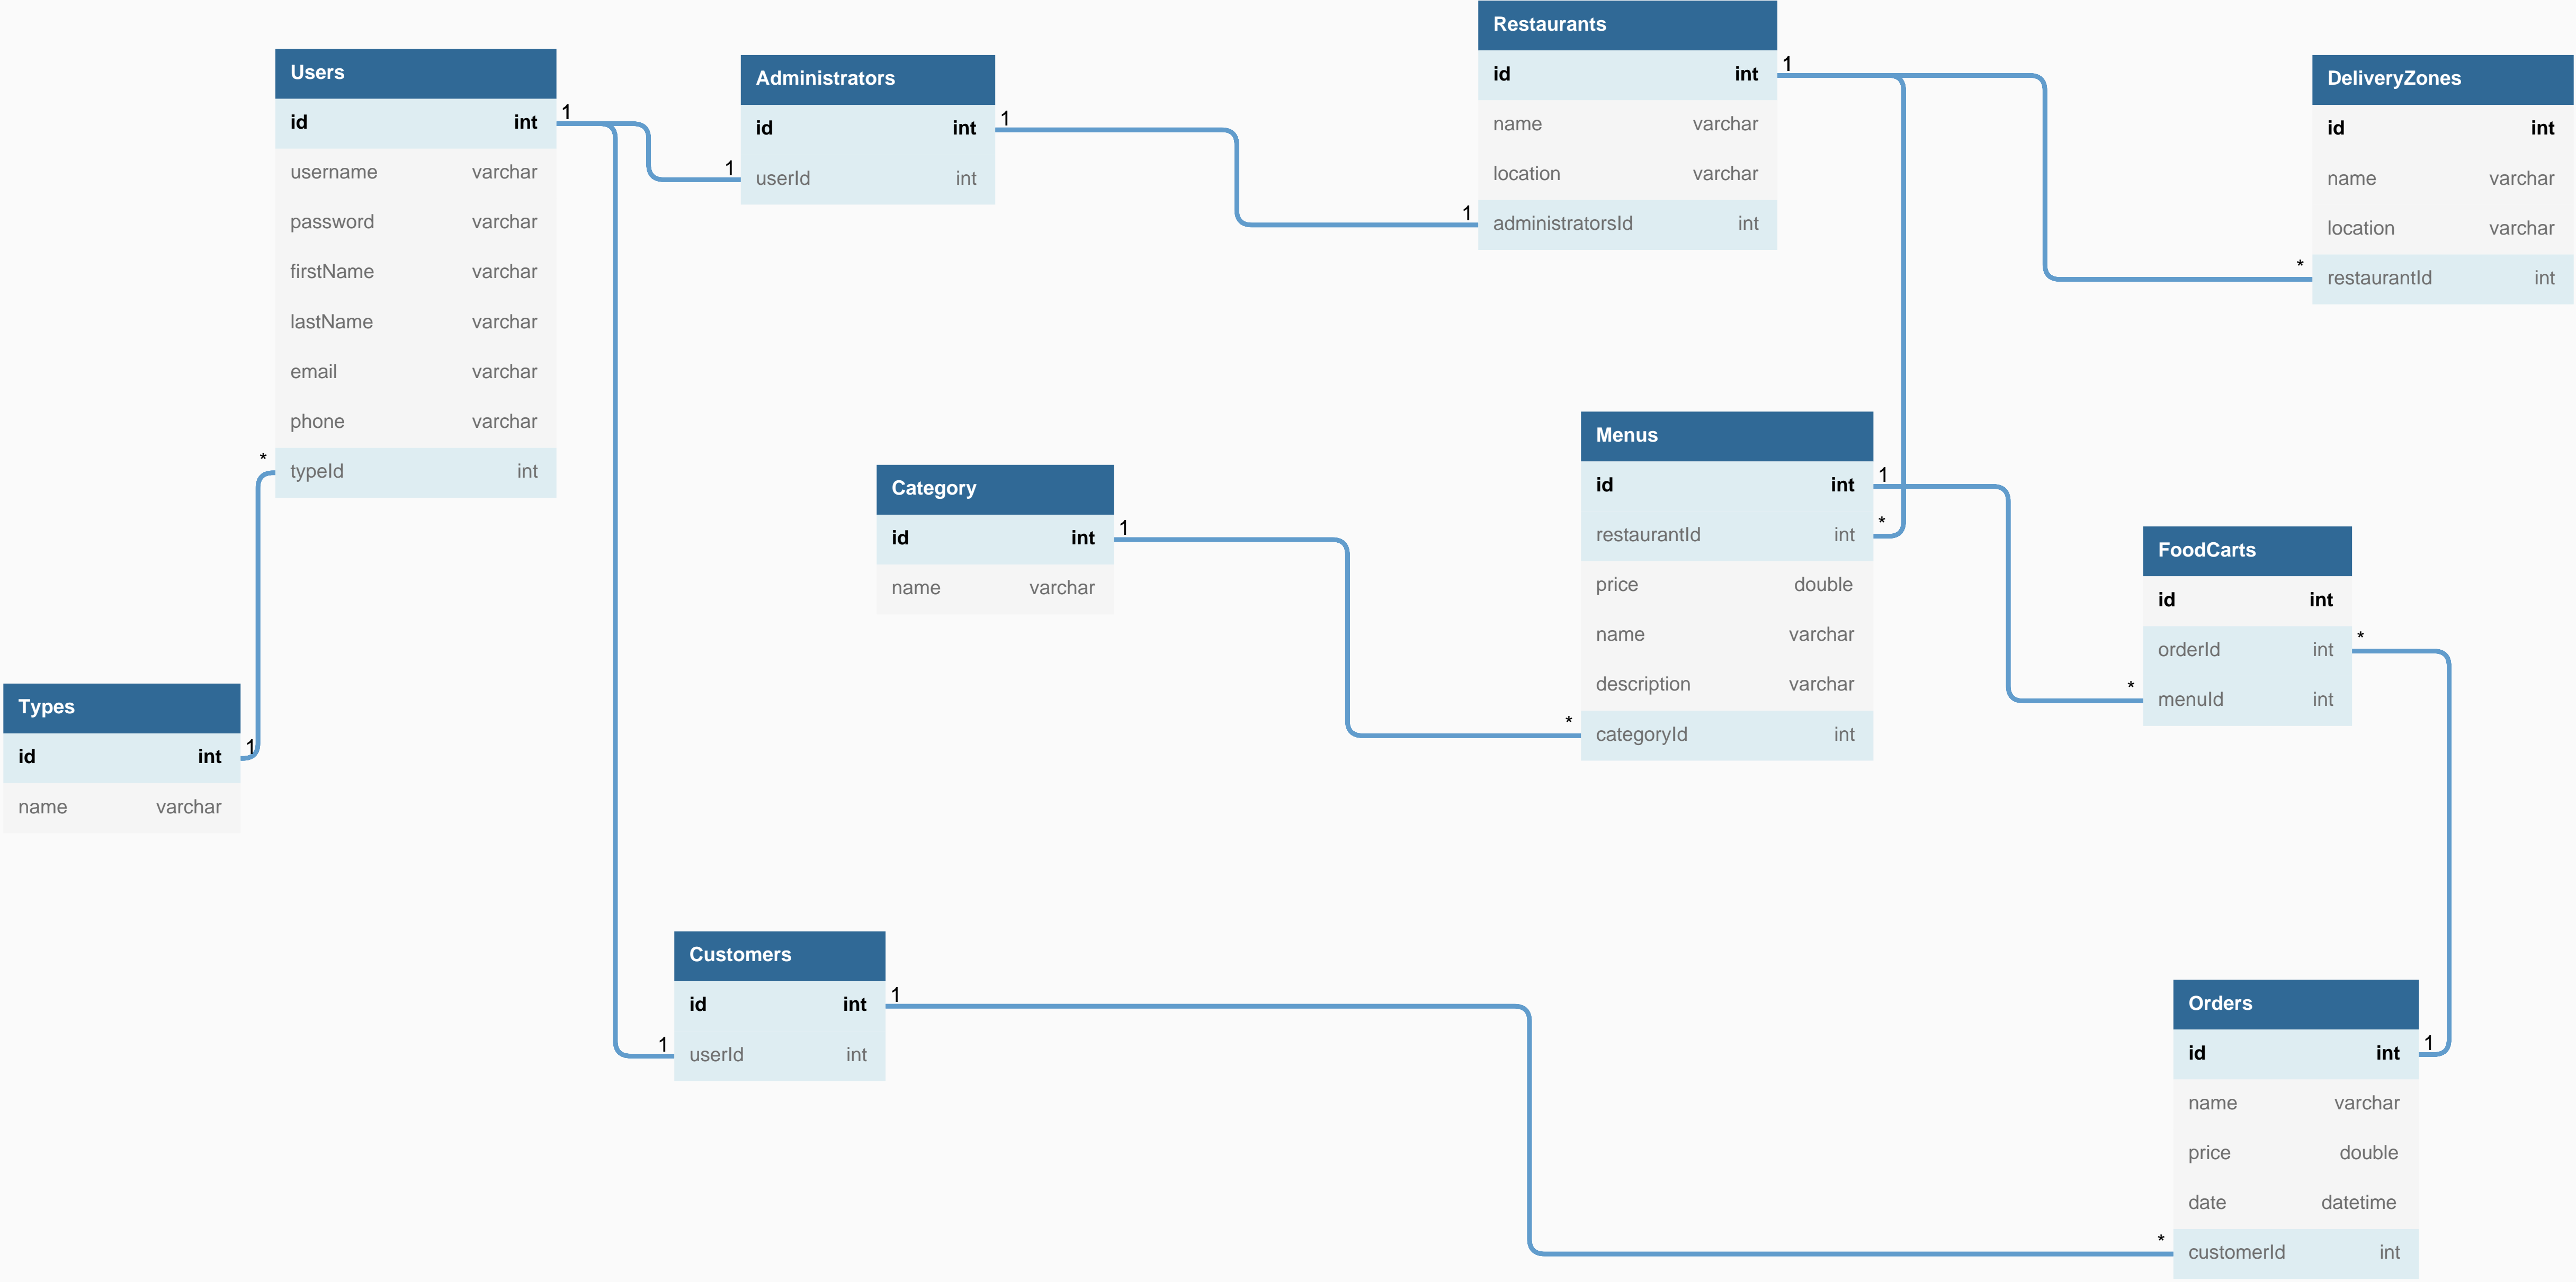 Users
id int
username varchar
password varchar
firstName varchar
lastName varchar
email varchar
phone varchar
typeId int
1
*
Administrators
id int
userId int
1
1
Restaurants
id int
name varchar
location varchar
administratorsId int
1
1
DeliveryZones
id int
name varchar
location varchar
restaurantId int
*
Category
id int
name varchar
1
Menus
id int
restaurantId int
price double
name varchar
description varchar
categoryId int
1
*
*
FoodCarts
id int
orderId int
menuId int
*
*
Types
id int
name varchar
1
Customers
id int
userId int
1
1
Orders
id int
name varchar
price double
date datetime
customerId int
1
*